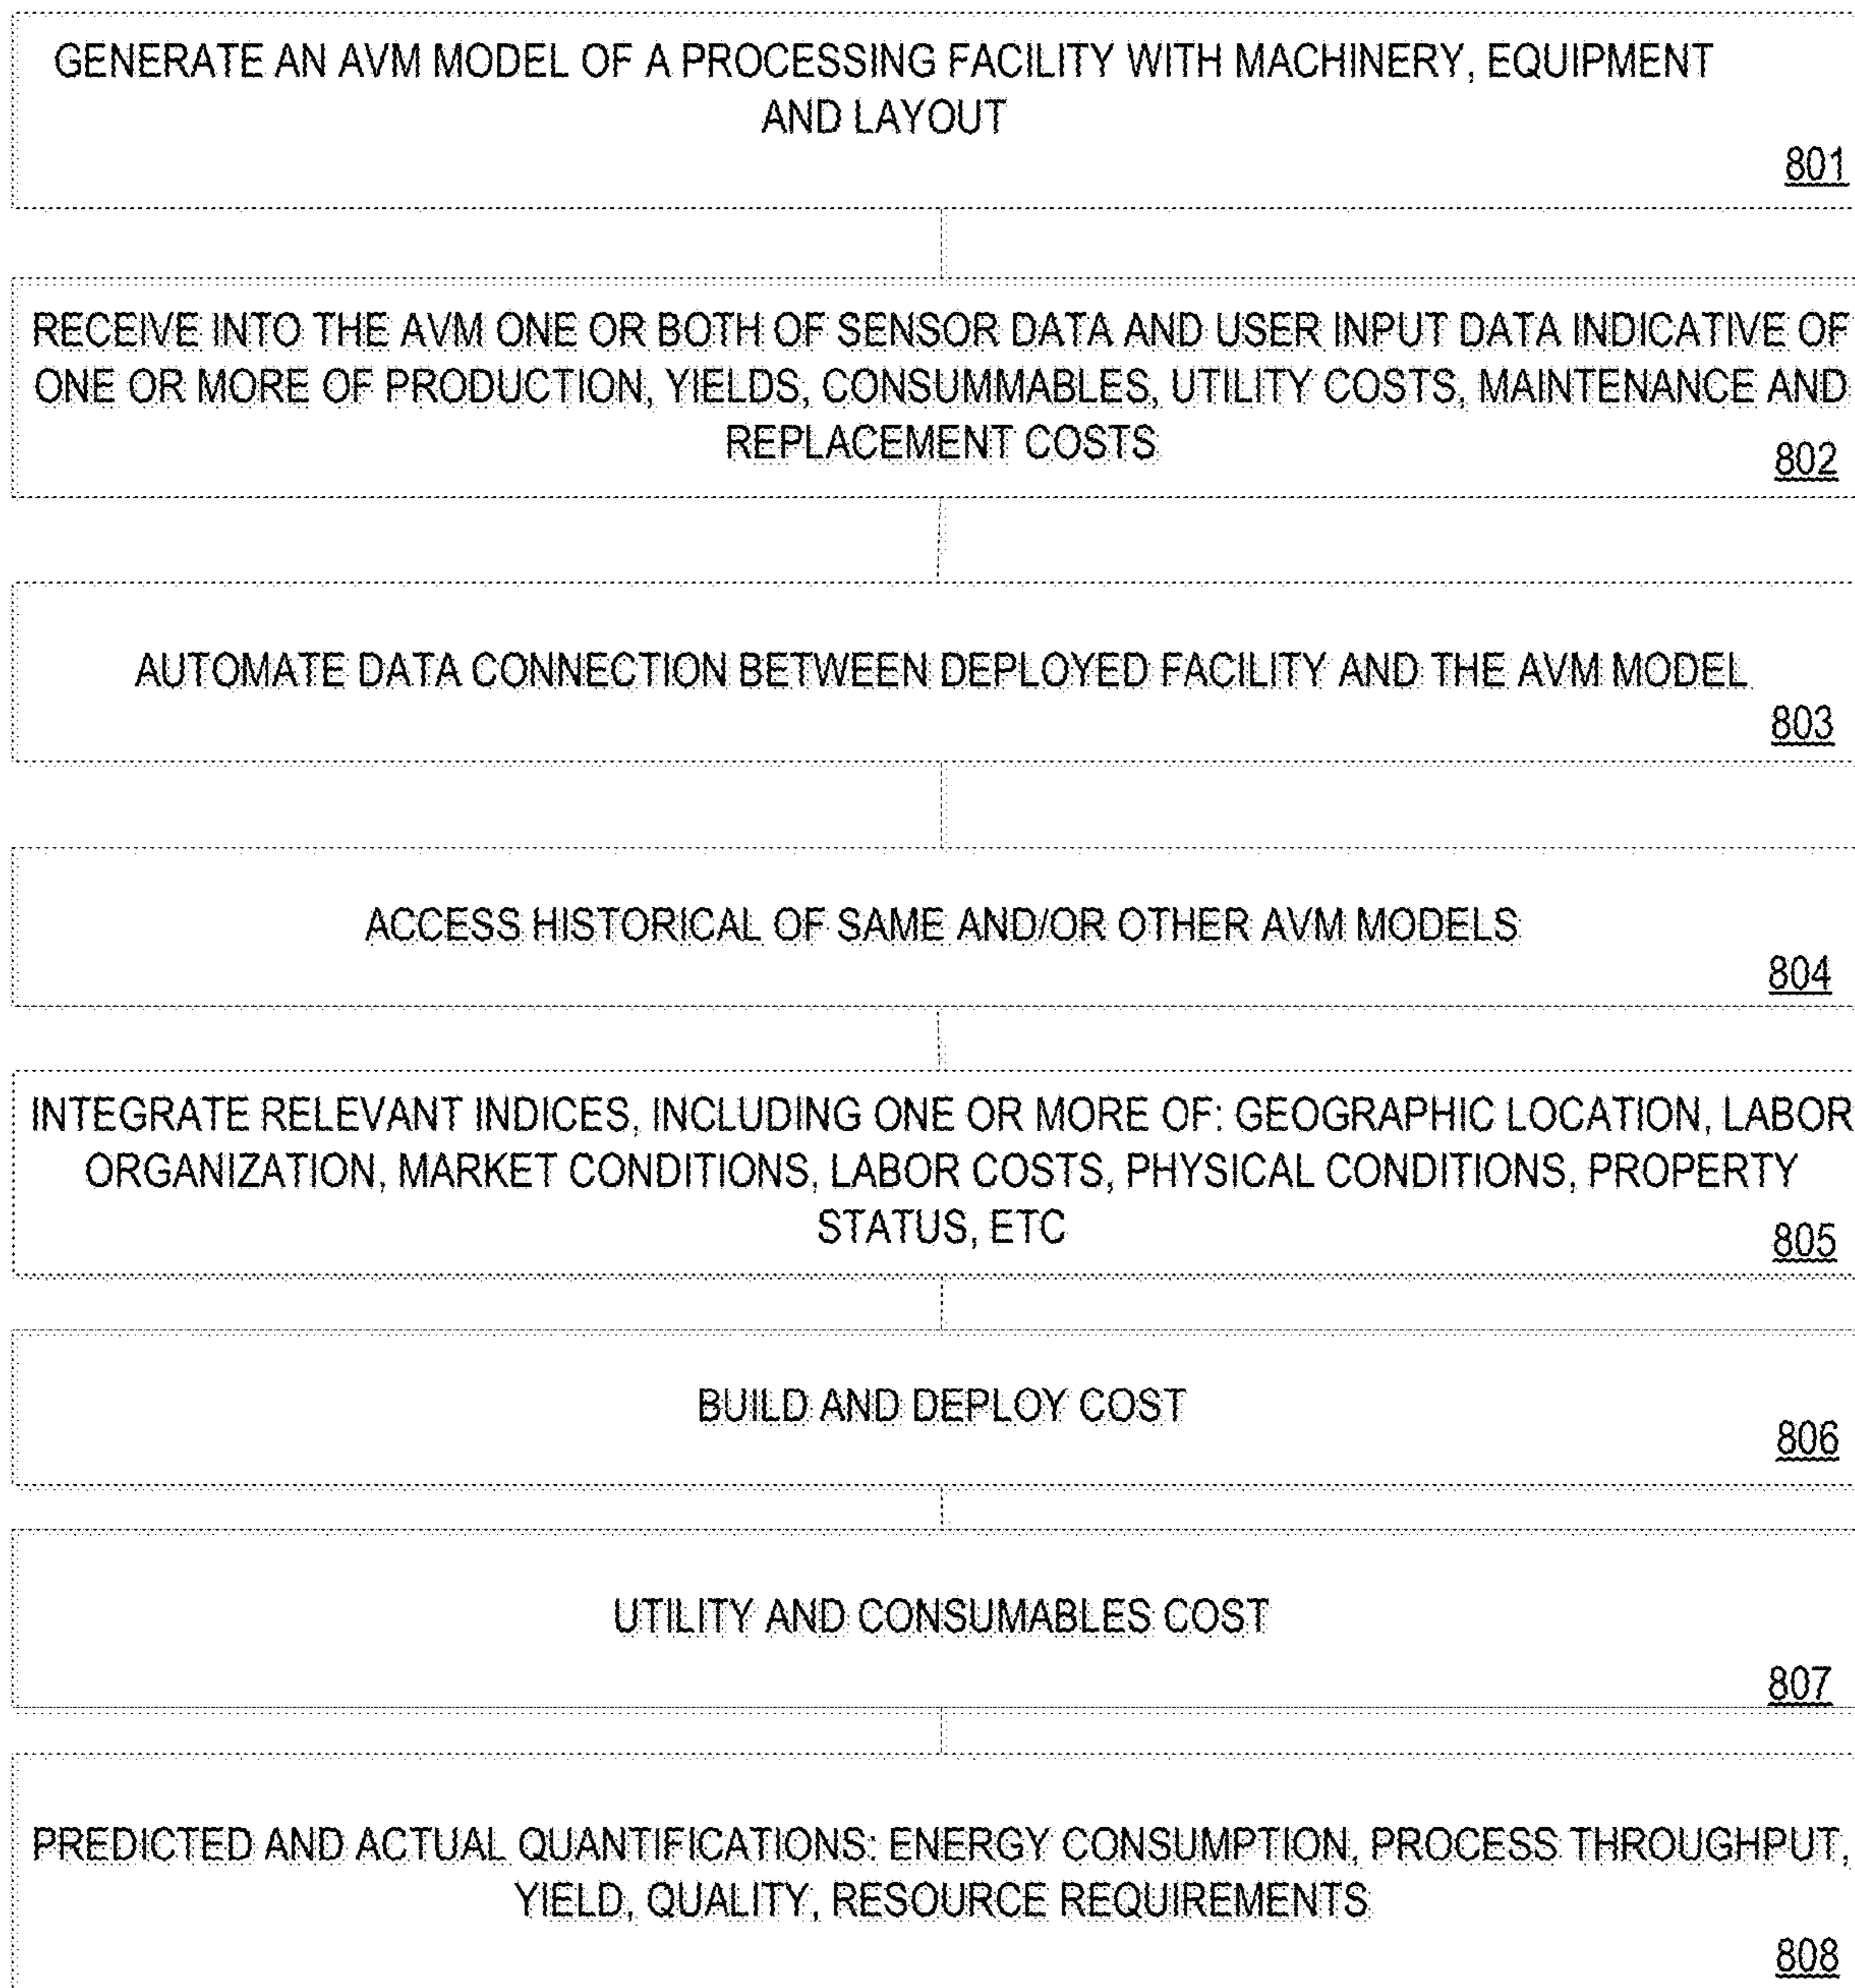 GENERATE AN AVM MODEL OF A PROCESSING FACILITY WITH MACHINERY, EQUIPMENT
AND LAYOUT
801
RECEIVE INTO THE AVM ONE OR BOTH OF SENSOR DATA AND USER INPUT DATA INDICATIVE OF
ONE OR MORE OF PRODUCTION, YIELDS, CONSUMMABLES, UTILITY COSTS, MAINTENANCE AND
REPLACEMENT COSTS
802
AUTOMATE DATA CONNECTION BETWEEN DEPLOYED FACILITY AND THE AVM MODEL
803
ACCESS HISTORICAL OF SAME AND/OR OTHER AVM MODELS
804
INTEGRATE RELEVANT INDICES, INCLUDING ONE OR MORE OF: GEOGRAPHIC LOCATION, LABOR
ORGANIZATION, MARKET CONDITIONS, LABOR COSTS, PHYSICAL CONDITIONS, PROPERTY
STATUS, ETC
805
BUILD AND DEPLOY COST
806
UTILITY AND CONSUMABLES COST
807
PREDICTED AND ACTUAL QUANTIFICATIONS: ENERGY CONSUMPTION, PROCESS THROUGHPUT,
YIELD, QUALITY, RESOURCE REQUIREMENTS
808